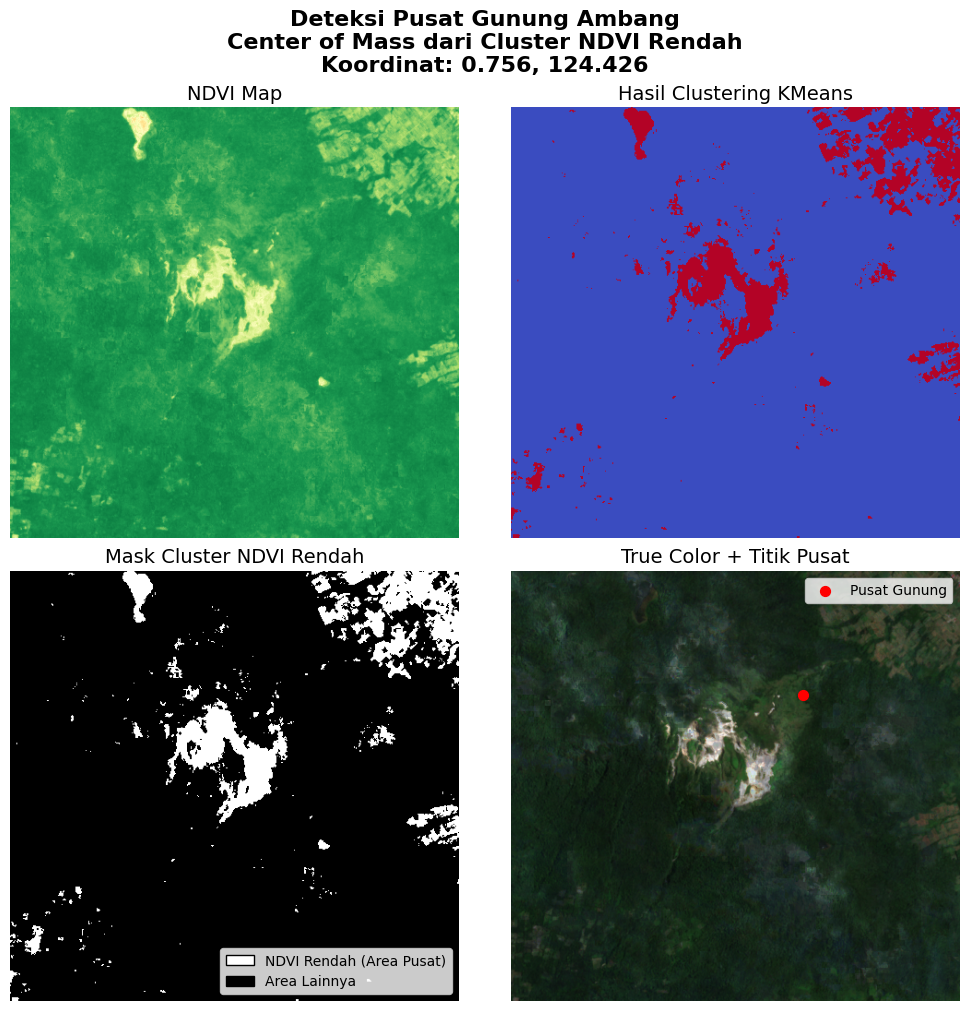 Deteksi Pusat Gunung Ambang
Center of Mass dari Cluster NDVI Rendah
Koordinat: 0.756, 124.426
NDVI Map
Hasil Clustering KMeans
Mask Cluster NDVI Rendah
NDVI Rendah (Area Pusat)
Area Lainnya
True Color + Titik Pusat
Pusat Gunung